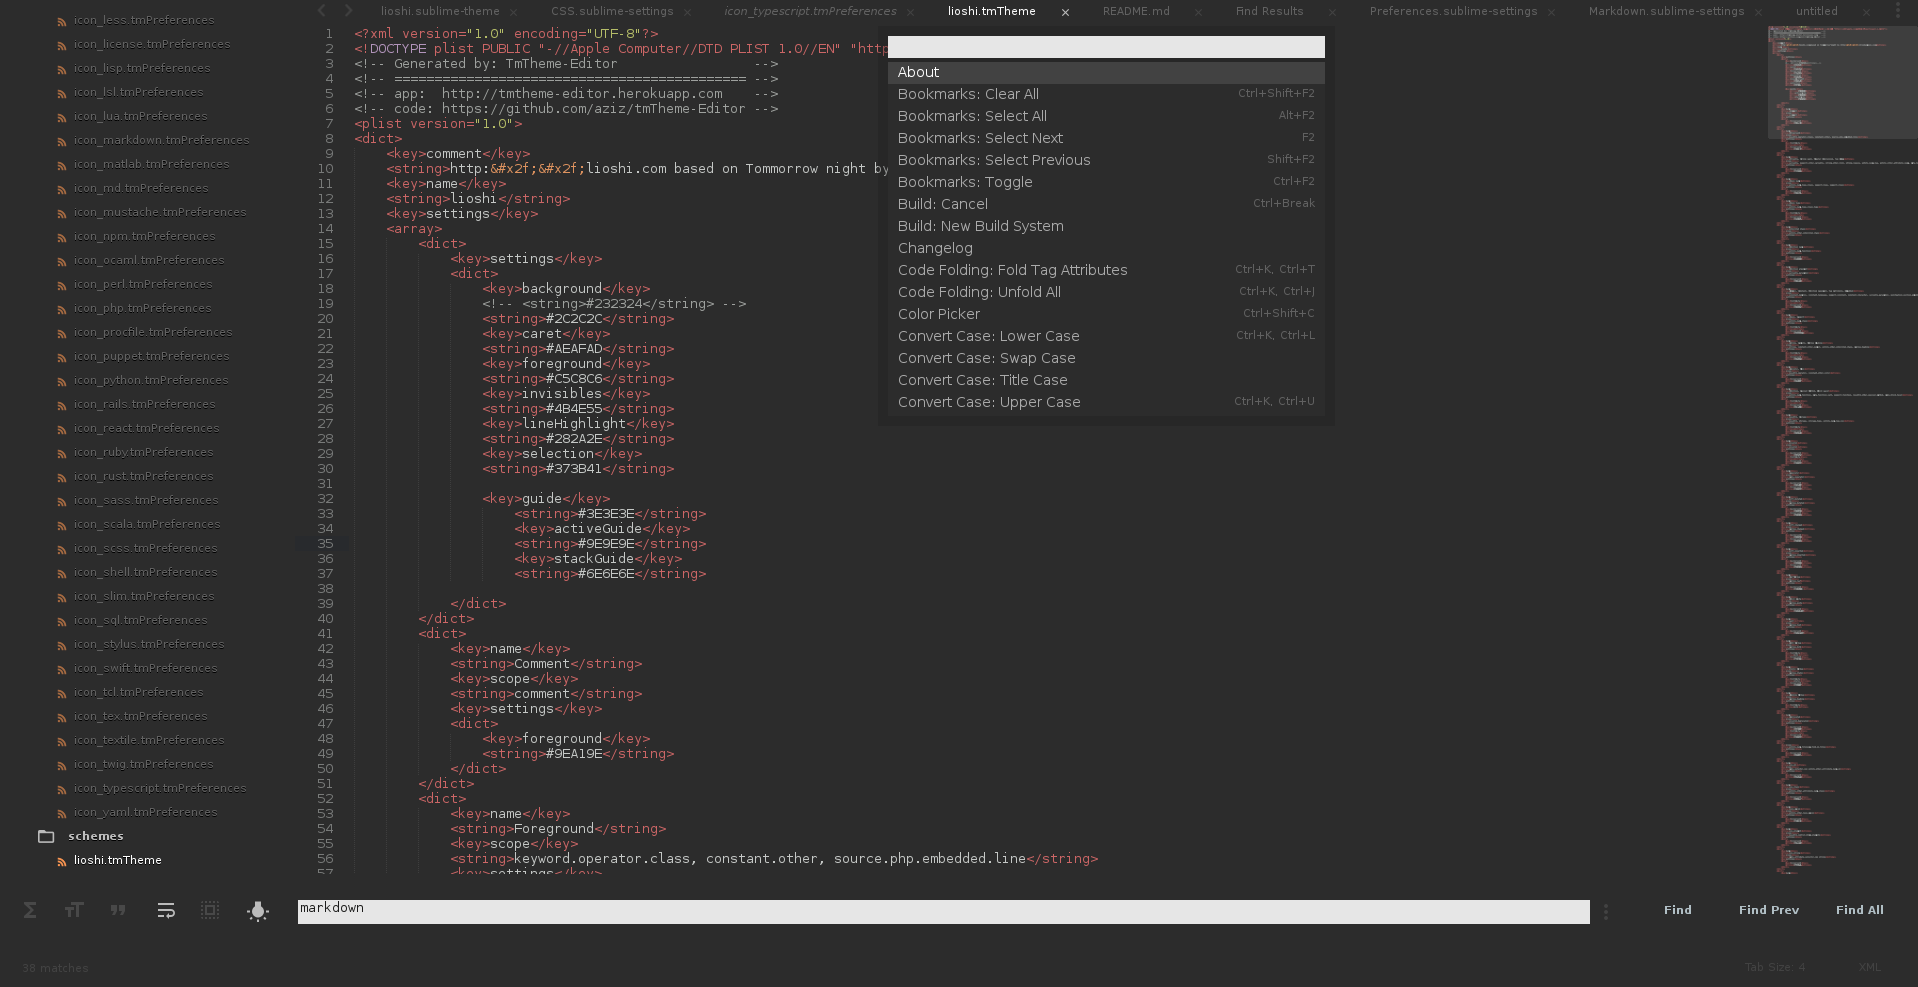 icon_less.tmPreferences
icon_license.tmPreferences
icon_lisp.tmPreferences
icon_lsl.tmPreferences
icon_lua.tmPreferences
icon_markdown.tmPreferences
icon_matlab.tmPreferences
icon_md.tmPreferences
icon_mustache.tmPreferences
icon_npm.tmPreferences
icon_ocaml.tmPreferences
icon_perl.tmPreferences
icon_php.tmPreferences
icon_procfile.tmPreferences
icon_puppet.tmPreferences
icon_python.tmPreferences
icon_rails.tmPreferences
icon_react.tmPreferences
icon_ruby.tmPreferences
icon_rust.tmPreferences
icon_sass.tmPreferences
icon_scala.tmPreferences
icon_scss.tmPreferences
icon_shell.tmPreferences
icon_slim.tmPreferences
icon_sql.tmPreferences
icon_stylus.tmPreferences
icon_swift.tmPreferences
icon_tcl.tmPreferences
icon_tex.tmPreferences
icon_textile.tmPreferences
icon_twig.tmPreferences
icon_typescript.tmPreferences
icon_yaml.tmPreferences
schemes
lioshi.tmTheme
lioshi.sublime-theme × CSS.sublime-settings × icon_typescript.tmPreferences × lioshi.tmTheme × README.md × Find Results × Preferences.sublime-settings × Markdown.sublime-settings × untitled ×
1 <?xml version="1.0" encoding="UTF-8"?>
2 <!DOCTYPE plist PUBLIC "-//Apple Computer//DTD PLIST 1.0//EN" "http
3 <!-- Generated by: TmTheme-Editor -->
4 <!-- ============================================ -->
5 <!-- app:  http://tmtheme-editor.herokuapp.com -->
6 <!-- code: https://github.com/aziz/tmTheme-Editor -->
7 <plist version="1.0">
8 <dict>
9 <key>comment</key>
10 <string>http:&#x2f;&#x2f;lioshi.com based on Tommorrow night by
11 <key>name</key>
12 <string>lioshi</string>
13 <key>settings</key>
14 <array>
15 <dict>
16 <key>settings</key>
17 <dict>
18 <key>background</key>
19 <!-- <string>#232324</string> -->
20 <string>#2C2C2C</string>
21 <key>caret</key>
22 <string>#AEAFAD</string>
23 <key>foreground</key>
24 <string>#C5C8C6</string>
25 <key>invisibles</key>
26 <string>#4B4E55</string>
27 <key>lineHighlight</key>
28 <string>#282A2E</string>
29 <key>selection</key>
30 <string>#373B41</string>
31
32 <key>guide</key>
33 <string>#3E3E3E</string>
34 <key>activeGuide</key>
35 <string>#9E9E9E</string>
36 <key>stackGuide</key>
37 <string>#6E6E6E</string>
38
39 </dict>
40 </dict>
41 <dict>
42 <key>name</key>
43 <string>Comment</string>
44 <key>scope</key>
45 <string>comment</string>
46 <key>settings</key>
47 <dict>
48 <key>foreground</key>
49 <string>#9EA19E</string>
50 </dict>
51 </dict>
52 <dict>
53 <key>name</key>
54 <string>Foreground</string>
55 <key>scope</key>
56 <string>keyword.operator.class, constant.other, source.php.embedded.line</string>
57 <key>settings</key>
About
Bookmarks: Clear All Ctrl+Shift+F2
Bookmarks: Select All Alt+F2
Bookmarks: Select Next F2
Bookmarks: Select Previous Shift+F2
Bookmarks: Toggle Ctrl+F2
Build: Cancel Ctrl+Break
Build: New Build System
Changelog
Code Folding: Fold Tag Attributes Ctrl+K, Ctrl+T
Code Folding: Unfold All Ctrl+K, Ctrl+J
Color Picker Ctrl+Shift+C
Convert Case: Lower Case Ctrl+K, Ctrl+L
Convert Case: Swap Case
Convert Case: Title Case
Convert Case: Upper Case Ctrl+K, Ctrl+U
markdown
Find Find Prev Find All
38 matches Tab Size: 4 XML